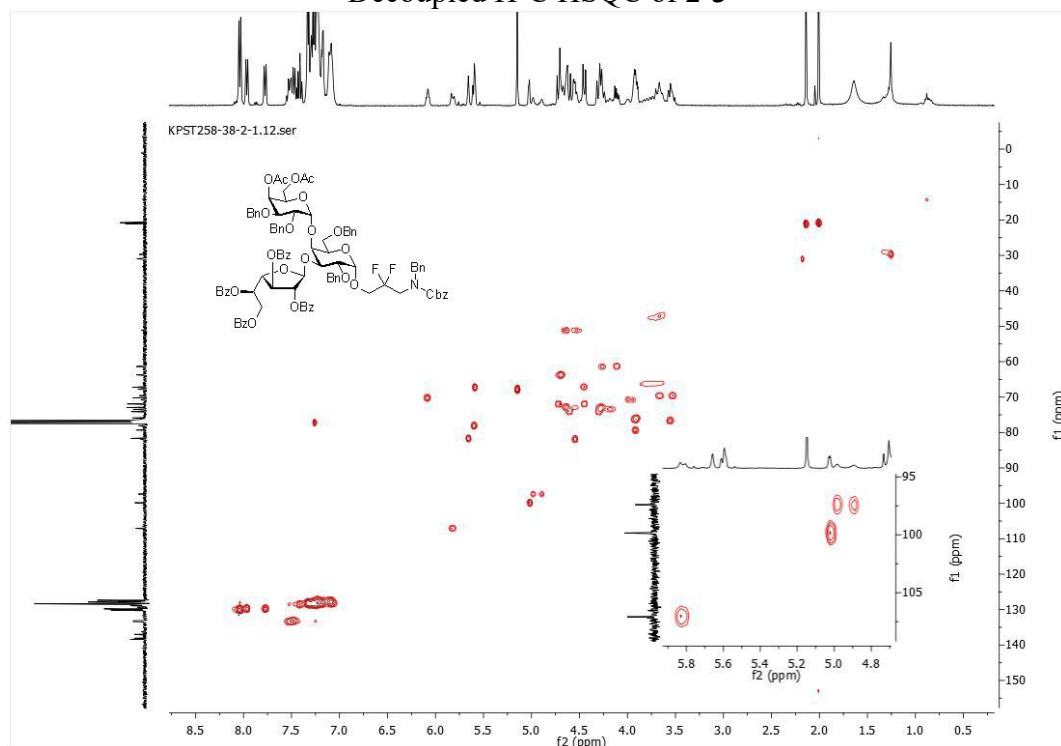 Decoupled H-C HSQC of
KPST258-38-2-1.12.ser
OAc OAc
BnO
BnO OBn
OBz
BnO F F Bn
N
O Cbz
BzO OBz
BzO
0
10
20
30
40
50
60
70
80
90
100
110
120
130
140
150
f1 (ppm)
95
100
105
f1 (ppm)
5.8 5.6 5.4 5.2 5.0 4.8
f2 (ppm)
8.5 8.0 7.5 7.0 6.5 6.0 5.5 5.0 4.5 4.0 3.5 3.0 2.5 2.0 1.5 1.0 0.5
f2 (ppm)